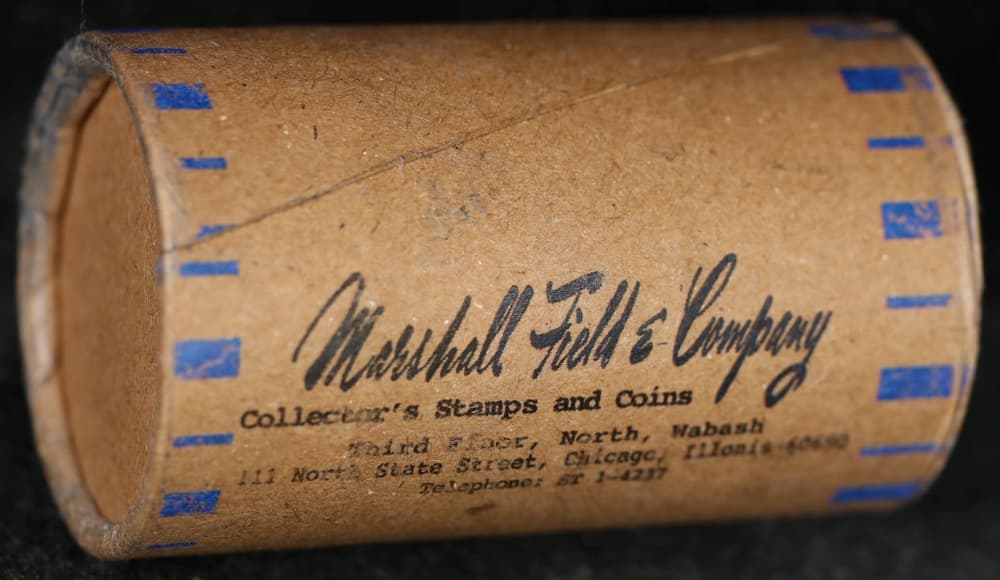 Marshall Field & Company
Collector's Stamps and Coins
Third Floor, North, Wabash
111 North State Street, Chicago, Illonis-60690
Telephone: ST 1-4237